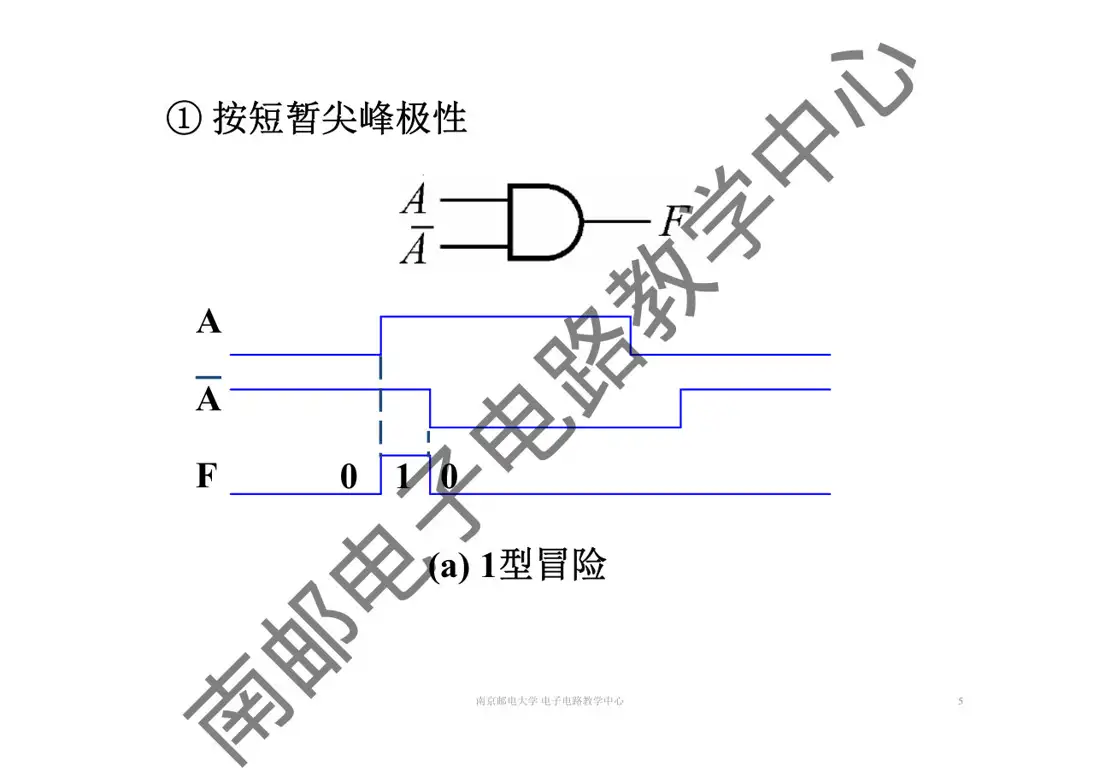 ① 按短暂尖峰极性
A
A̅
F
A
A̅
F 0 1 0
(a) 1型冒险
南邮电子电路教学中心
南京邮电大学 电子电路教学中心 5